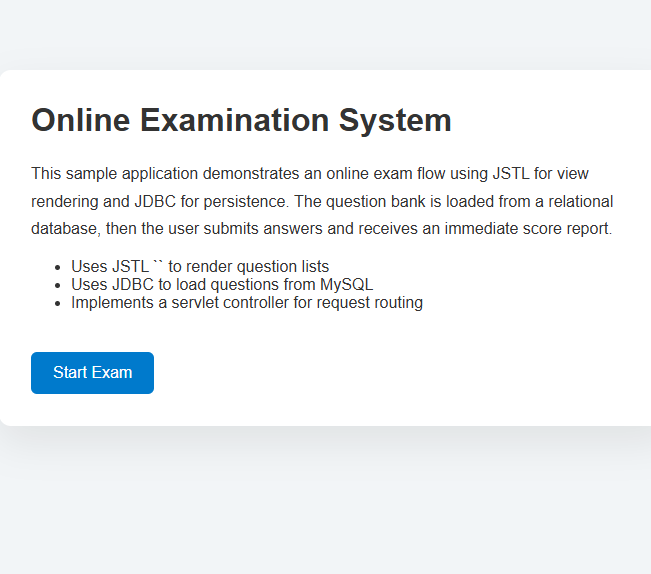 Online Examination System
This sample application demonstrates an online exam flow using JSTL for view
rendering and JDBC for persistence. The question bank is loaded from a relational
database, then the user submits answers and receives an immediate score report.
• Uses JSTL `` to render question lists
• Uses JDBC to load questions from MySQL
• Implements a servlet controller for request routing
Start Exam